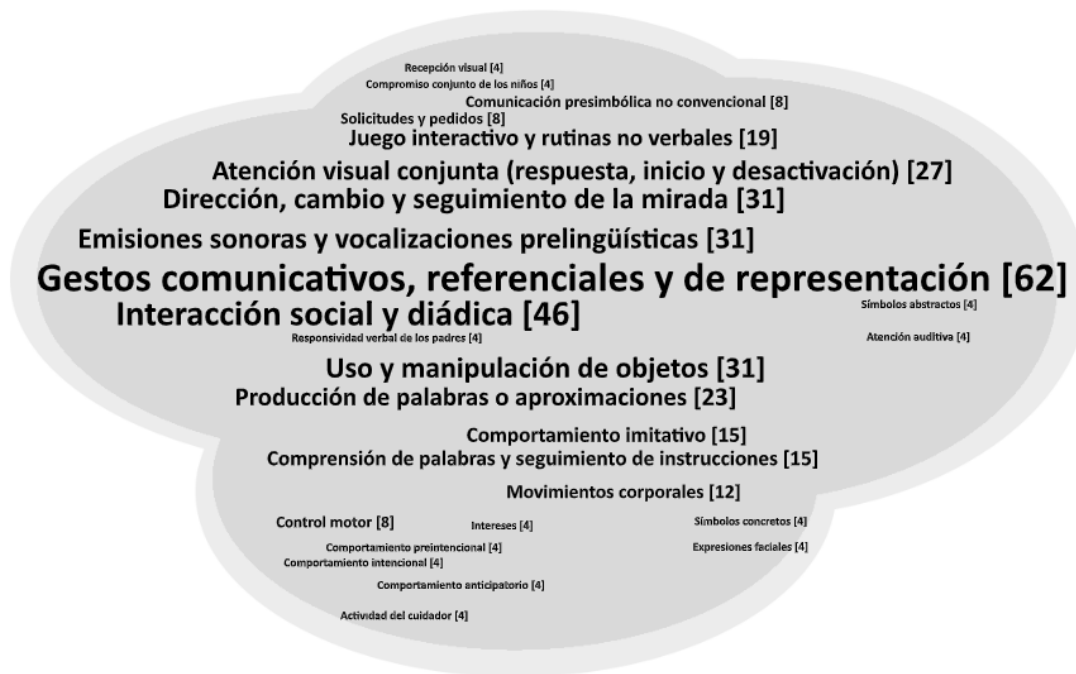 Recepción visual [4]
Compromiso conjunto de los niños [4]
Comunicación presimbólica no convencional [8]
Solicitudes y pedidos [8]
Juego interactivo y rutinas no verbales [19]
Atención visual conjunta (respuesta, inicio y desactivación) [27]
Dirección, cambio y seguimiento de la mirada [31]
Emisiones sonoras y vocalizaciones prelingüísticas [31]
Gestos comunicativos, referenciales y de representación [62]
Símbolos abstractos [4]
Interacción social y diádica [46]
Responsividad verbal de los padres [4]
Atención auditiva [4]
Uso y manipulación de objetos [31]
Producción de palabras o aproximaciones [23]
Comportamiento imitativo [15]
Comprensión de palabras y seguimiento de instrucciones [15]
Movimientos corporales [12]
Control motor [8]
Intereses [4]
Símbolos concretos [4]
Comportamiento preintencional [4]
Expresiones faciales [4]
Comportamiento intencional [4]
Comportamiento anticipatorio [4]
Actividad del cuidador [4]